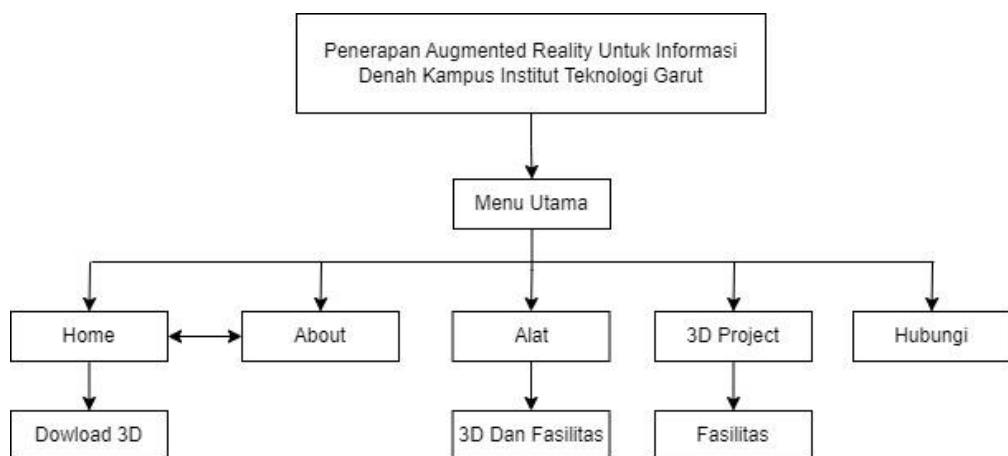 Penerapan Augmented Reality Untuk Informasi
Denah Kampus Institut Teknologi Garut
Menu Utama
Home
About
Alat
3D Project
Hubungi
Dowload 3D
3D Dan Fasilitas
Fasilitas